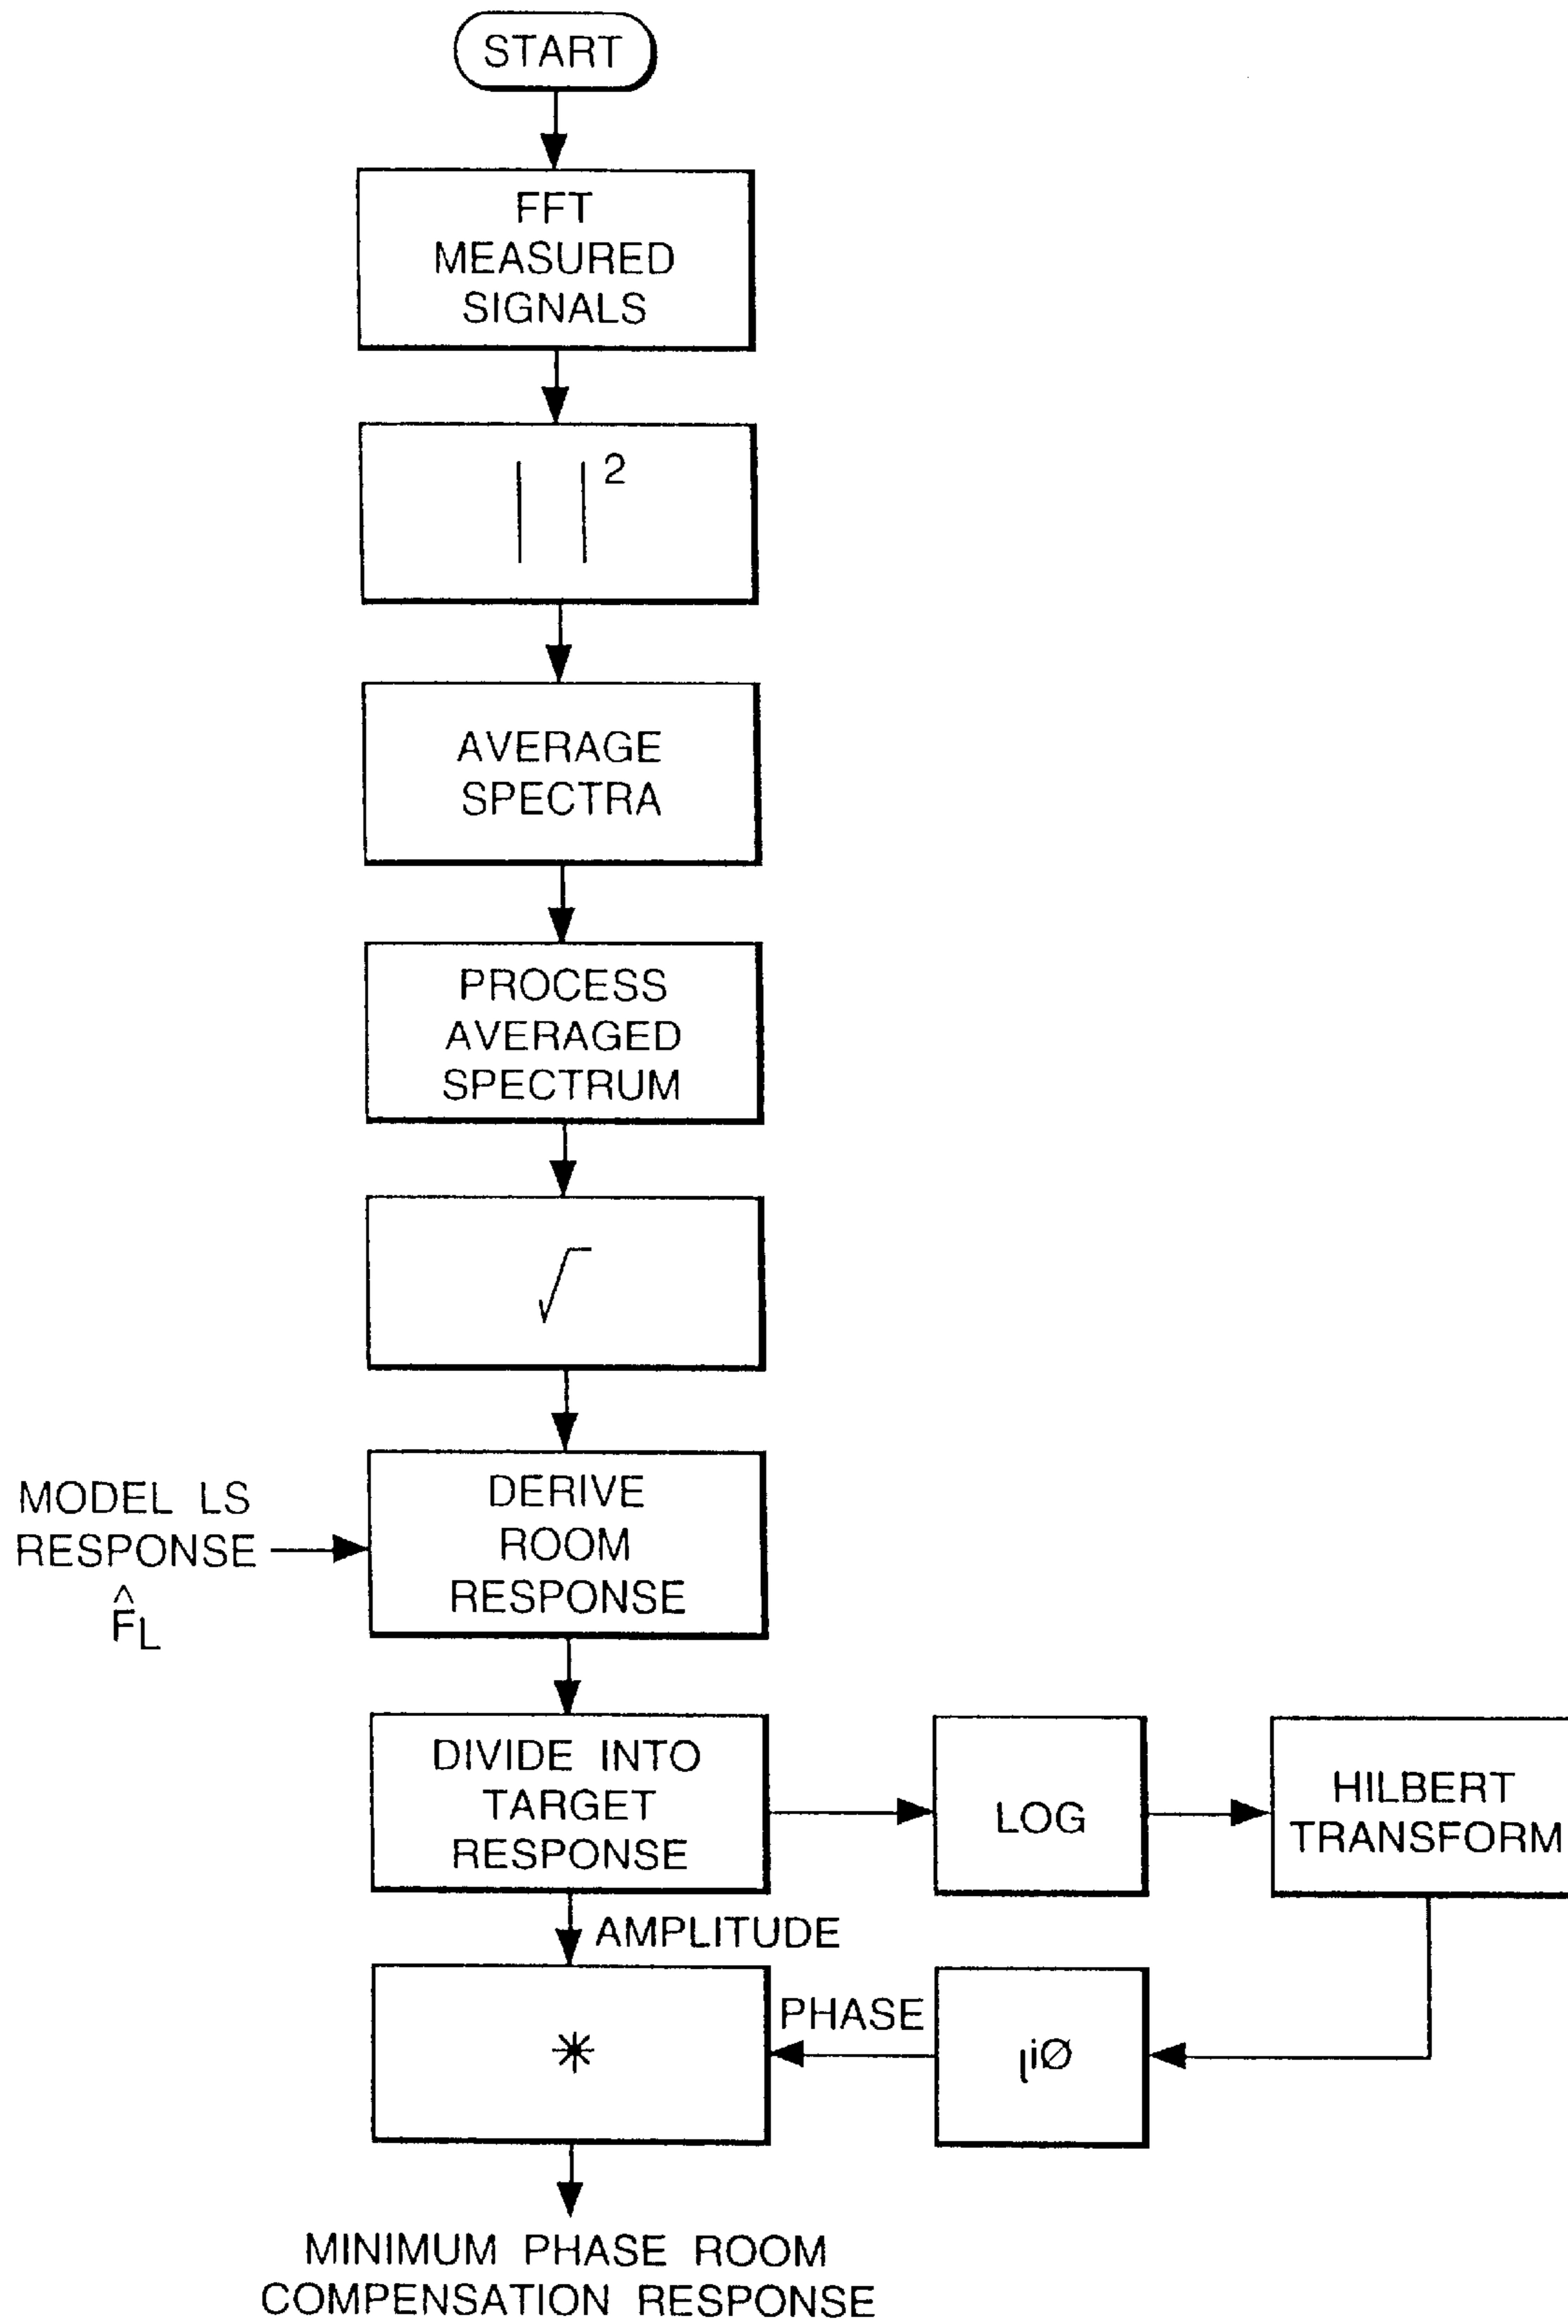 START
FFT
MEASURED
SIGNALS
| |²
AVERAGE
SPECTRA
PROCESS
AVERAGED
SPECTRUM
√
MODEL LS
RESPONSE
F̂L
DERIVE
ROOM
RESPONSE
DIVIDE INTO
TARGET
RESPONSE
LOG
HILBERT
TRANSFORM
AMPLITUDE
*
PHASE
iØ
MINIMUM PHASE ROOM
COMPENSATION RESPONSE